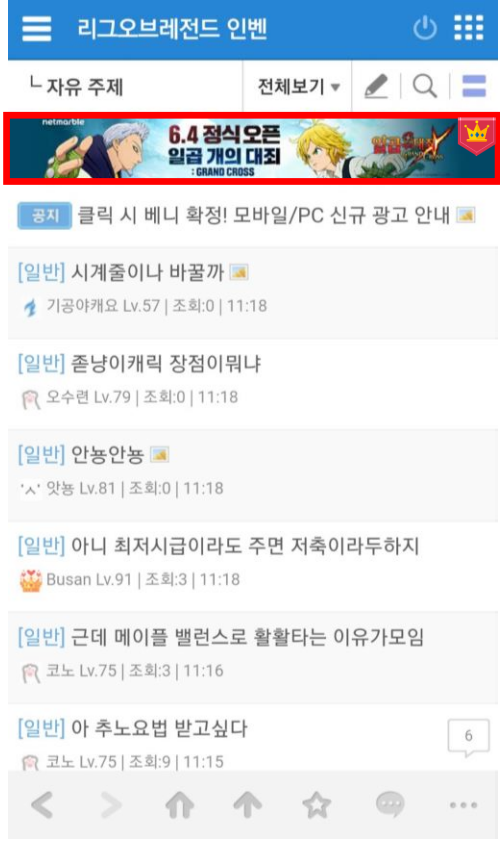 리그오브레전드 인벤
└ 자유 주제
전체보기 ▾
netmarble
6.4 정식오픈
일곱 개의 대죄
: GRAND CROSS
일곱개의대죄
공지 클릭 시 베니 확정! 모바일/PC 신규 광고 안내
[일반] 시계줄이나 바꿀까
기공야캐요 Lv.57 | 조회:0 | 11:18
[일반] 졷냥이캐릭 장점이뭐냐
오수련 Lv.79 | 조회:0 | 11:18
[일반] 안뇽안뇽
'ㅅ' 앗뇽 Lv.81 | 조회:0 | 11:18
[일반] 아니 최저시급이라도 주면 저축이라두하지
Busan Lv.91 | 조회:3 | 11:18
[일반] 근데 메이플 밸런스로 활활타는 이유가모임
코노 Lv.75 | 조회:3 | 11:16
[일반] 아 추노요법 받고싶다
6
코노 Lv.75 | 조회:9 | 11:15